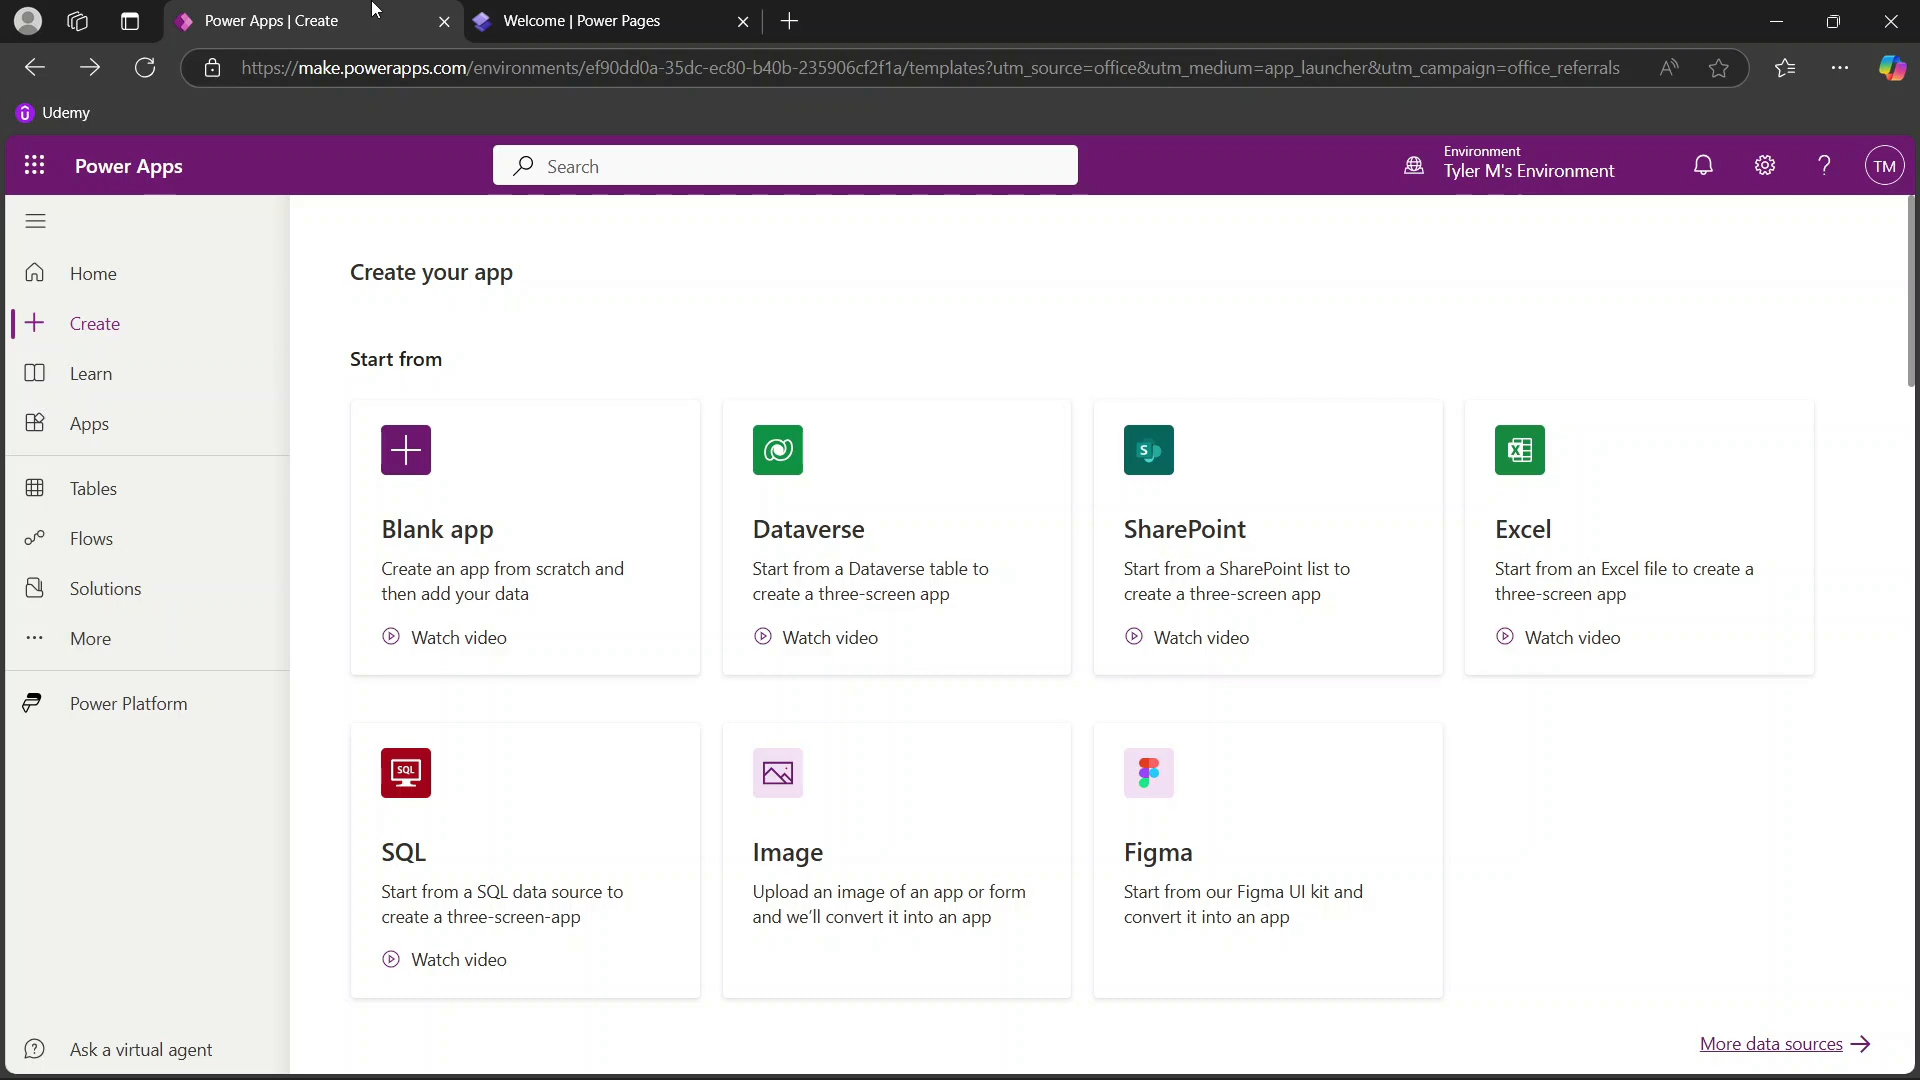 Power Apps | Create
Welcome | Power Pages
https://make.powerapps.com/environments/ef90dd0a-35dc-ec80-b40b-235906cf2f1a/templates?utm_source=office&utm_medium=app_launcher&utm_campaign=office_referrals
Udemy
Power Apps
Search
Environment
Tyler M's Environment
TM
Home
Create
Learn
Apps
Tables
Flows
Solutions
More
Power Platform
Ask a virtual agent
Create your app
Start from
Blank app
Create an app from scratch and
then add your data
Watch video
Dataverse
Start from a Dataverse table to
create a three-screen app
Watch video
S
SharePoint
Start from a SharePoint list to
create a three-screen app
Watch video
X
Excel
Start from an Excel file to create a
three-screen app
Watch video
SQL
SQL
Start from a SQL data source to
create a three-screen-app
Watch video
Image
Upload an image of an app or form
and we'll convert it into an app
Figma
Start from our Figma UI kit and
convert it into an app
More data sources